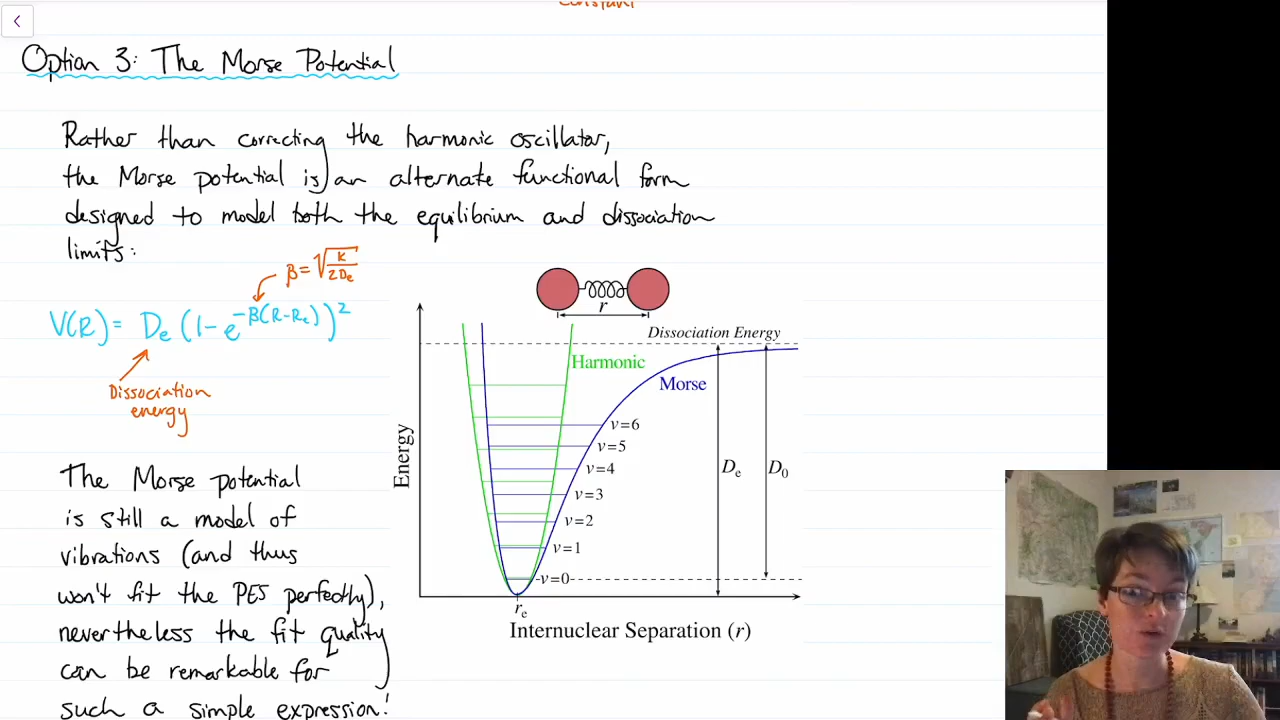 Constant
Option 3: The Morse Potential
Rather than correcting the harmonic oscillator,
the Morse potential is an alternate functional form
designed to model both the equilibrium and dissociation
limits:
β = √(k/2De)
V(R) = De (1 - e^{-β(R-Re)})²
Dissociation
energy
The Morse potential
is still a model of
vibrations (and thus
won't fit the PES perfectly),
nevertheless the fit quality
can be remarkable for
such a simple expression!
r
Dissociation Energy
Harmonic
Morse
v=6
v=5
v=4
v=3
v=2
v=1
v=0
De
D0
Energy
re
Internuclear Separation (r)